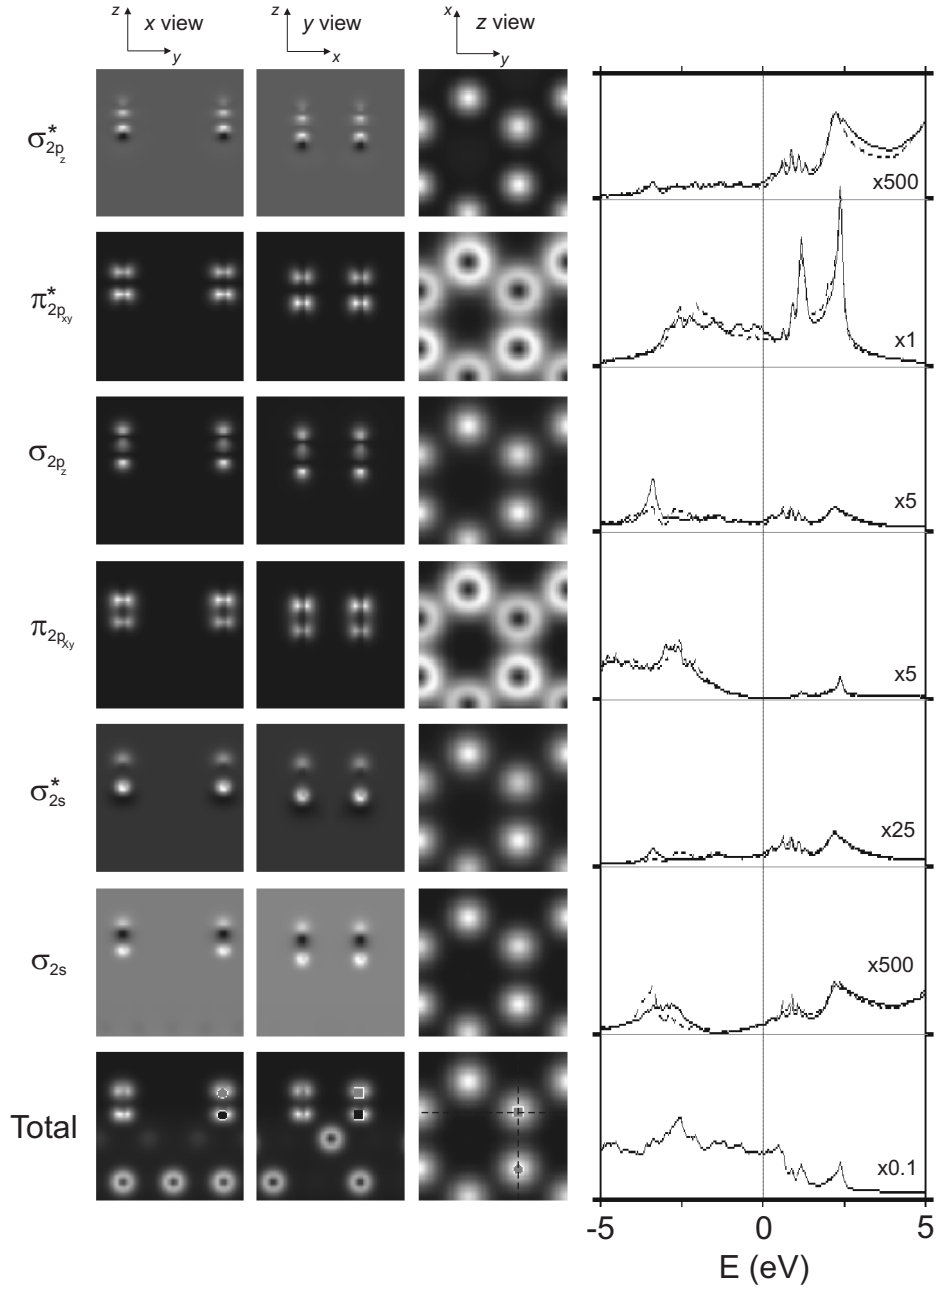 x view
y view
z view
z
y
z
x
x
y
σ*2pz
x500
π*2pxy
x1
σ2pz
x5
π2pxy
x5
σ*2s
x25
σ2s
x500
Total
x0.1
-5 0 5
E (eV)